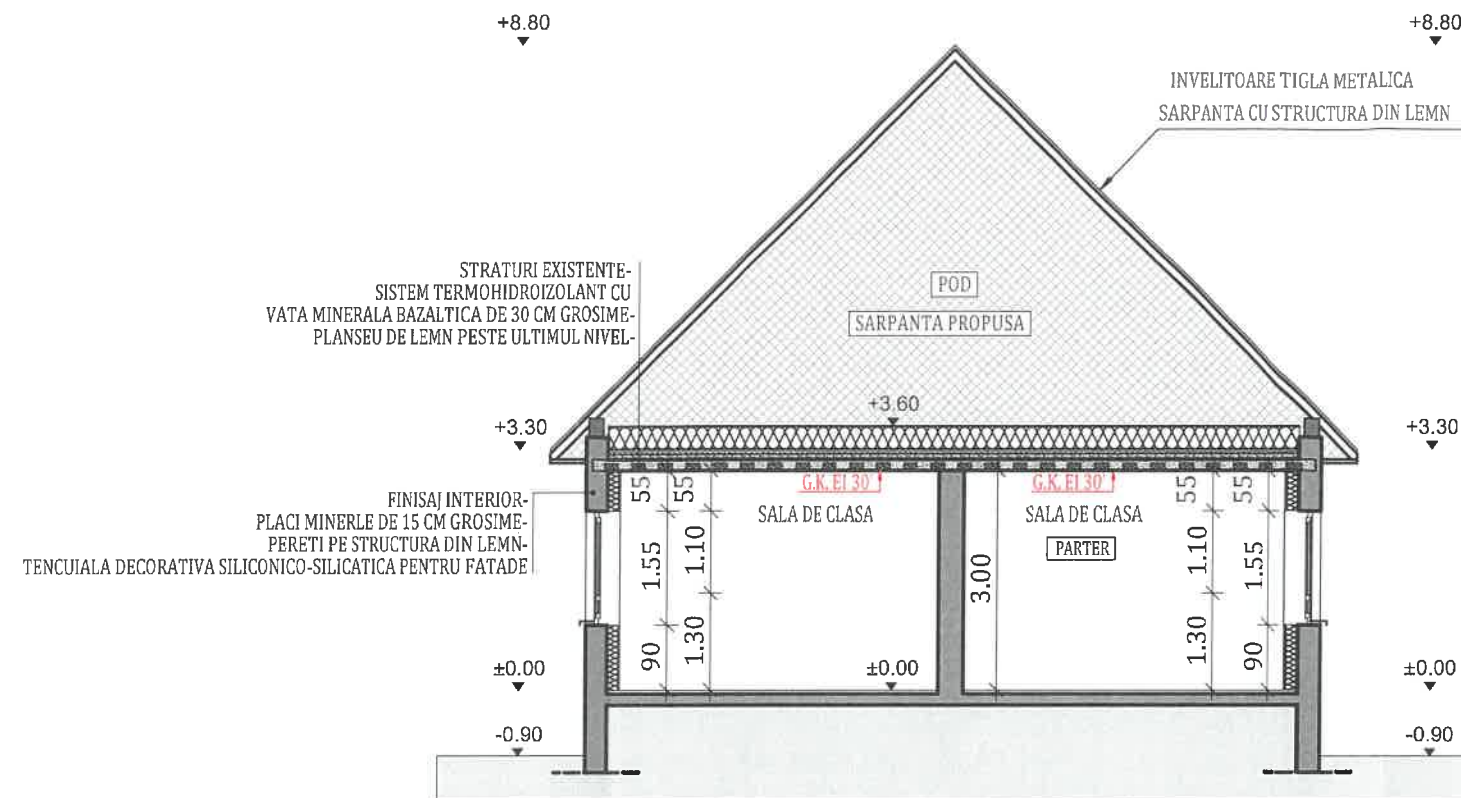 +8.80
+8.80
INVELITOARE TIGLA METALICA
SARPANTA CU STRUCTURA DIN LEMN
STRATURI EXISTENTE-
SISTEM TERMOHIDROIZOLANT CU
VATA MINERALA BAZALTICA DE 30 CM GROSIME-
PLANSEU DE LEMN PESTE ULTIMUL NIVEL-
POD
SARPANTA PROPUSA
+3.60
+3.30
+3.30
G.K. EI 30'
G.K. EI 30'
55
55
55
55
SALA DE CLASA
SALA DE CLASA
PARTER
FINISAJ INTERIOR-
PLACI MINERLE DE 15 CM GROSIME-
PERETI PE STRUCTURA DIN LEMN-
TENCUIALA DECORATIVA SILICONICO-SILICATICA PENTRU FATADE
1.55
1.10
3.00
1.10
1.55
90
1.30
1.30
90
±0.00
±0.00
±0.00
-0.90
-0.90